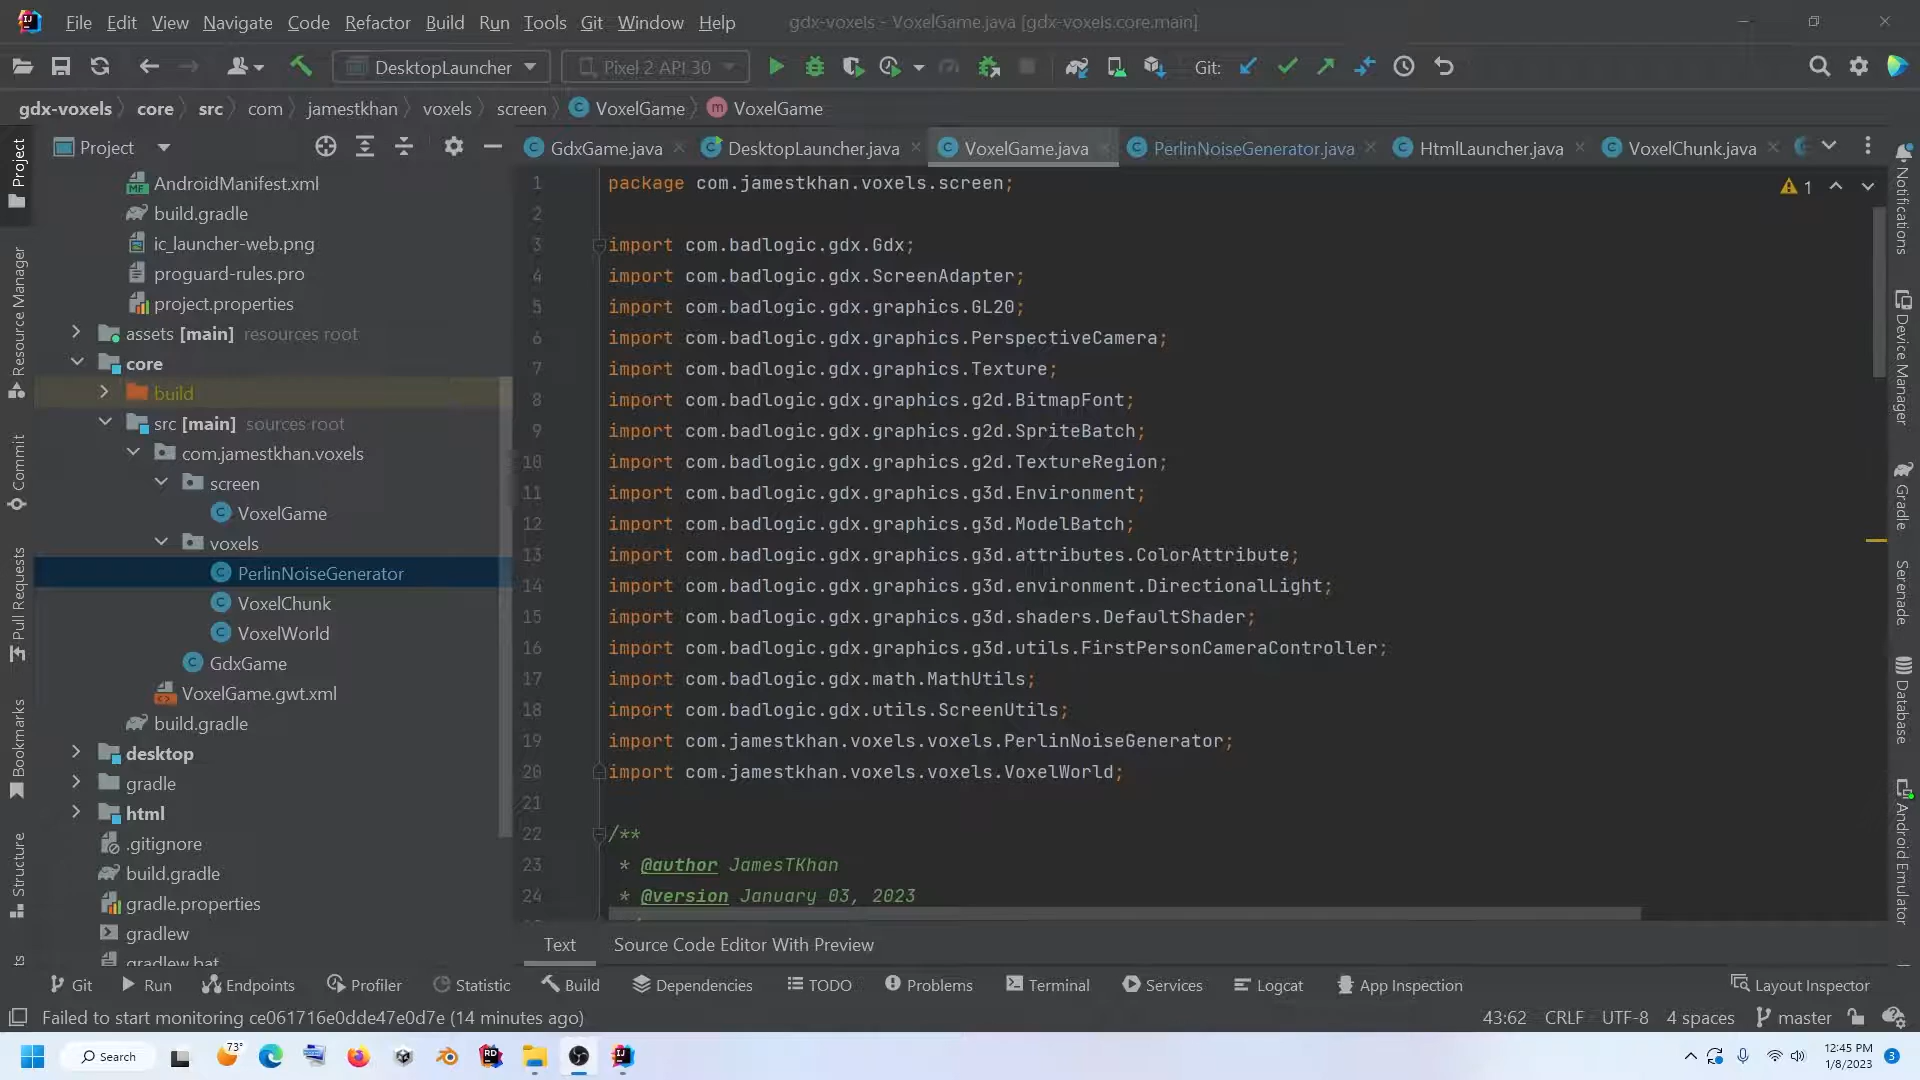 File Edit View Navigate Code Refactor Build Run Tools Git Window Help gdx-voxels - VoxelGame.java [gdx-voxels.core.main]
DesktopLauncher Pixel 2 API 30 Git:
gdx-voxels core src com jamestkhan voxels screen VoxelGame VoxelGame
Project
GdxGame.java DesktopLauncher.java VoxelGame.java PerlinNoiseGenerator.java HtmlLauncher.java VoxelChunk.java
Project
Resource Manager
Commit
Pull Requests
Bookmarks
Structure
ts
AndroidManifest.xml
build.gradle
ic_launcher-web.png
proguard-rules.pro
project.properties
assets [main] resources root
core
build
src [main] sources root
com.jamestkhan.voxels
screen
VoxelGame
voxels
PerlinNoiseGenerator
VoxelChunk
VoxelWorld
GdxGame
VoxelGame.gwt.xml
build.gradle
desktop
gradle
html
.gitignore
build.gradle
gradle.properties
gradlew
gradlew.bat
1 package com.jamestkhan.voxels.screen;
2
3 import com.badlogic.gdx.Gdx;
4 import com.badlogic.gdx.ScreenAdapter;
5 import com.badlogic.gdx.graphics.GL20;
6 import com.badlogic.gdx.graphics.PerspectiveCamera;
7 import com.badlogic.gdx.graphics.Texture;
8 import com.badlogic.gdx.graphics.g2d.BitmapFont;
9 import com.badlogic.gdx.graphics.g2d.SpriteBatch;
10 import com.badlogic.gdx.graphics.g2d.TextureRegion;
11 import com.badlogic.gdx.graphics.g3d.Environment;
12 import com.badlogic.gdx.graphics.g3d.ModelBatch;
13 import com.badlogic.gdx.graphics.g3d.attributes.ColorAttribute;
14 import com.badlogic.gdx.graphics.g3d.environment.DirectionalLight;
15 import com.badlogic.gdx.graphics.g3d.shaders.DefaultShader;
16 import com.badlogic.gdx.graphics.g3d.utils.FirstPersonCameraController;
17 import com.badlogic.gdx.math.MathUtils;
18 import com.badlogic.gdx.utils.ScreenUtils;
19 import com.jamestkhan.voxels.voxels.PerlinNoiseGenerator;
20 import com.jamestkhan.voxels.voxels.VoxelWorld;
21
22 /**
23 * @author JamesTKhan
24 * @version January 03, 2023
1
Notifications
Device Manager
Gradle
Serenade
Database
Android Emulator
Text Source Code Editor With Preview
Git Run Endpoints Profiler Statistic Build Dependencies TODO Problems Terminal Services Logcat App Inspection Layout Inspector
Failed to start monitoring ce061716e0dde47e0d7e (14 minutes ago) 43:62 CRLF UTF-8 4 spaces master
Search 73° 12:45 PM
1/8/2023 3